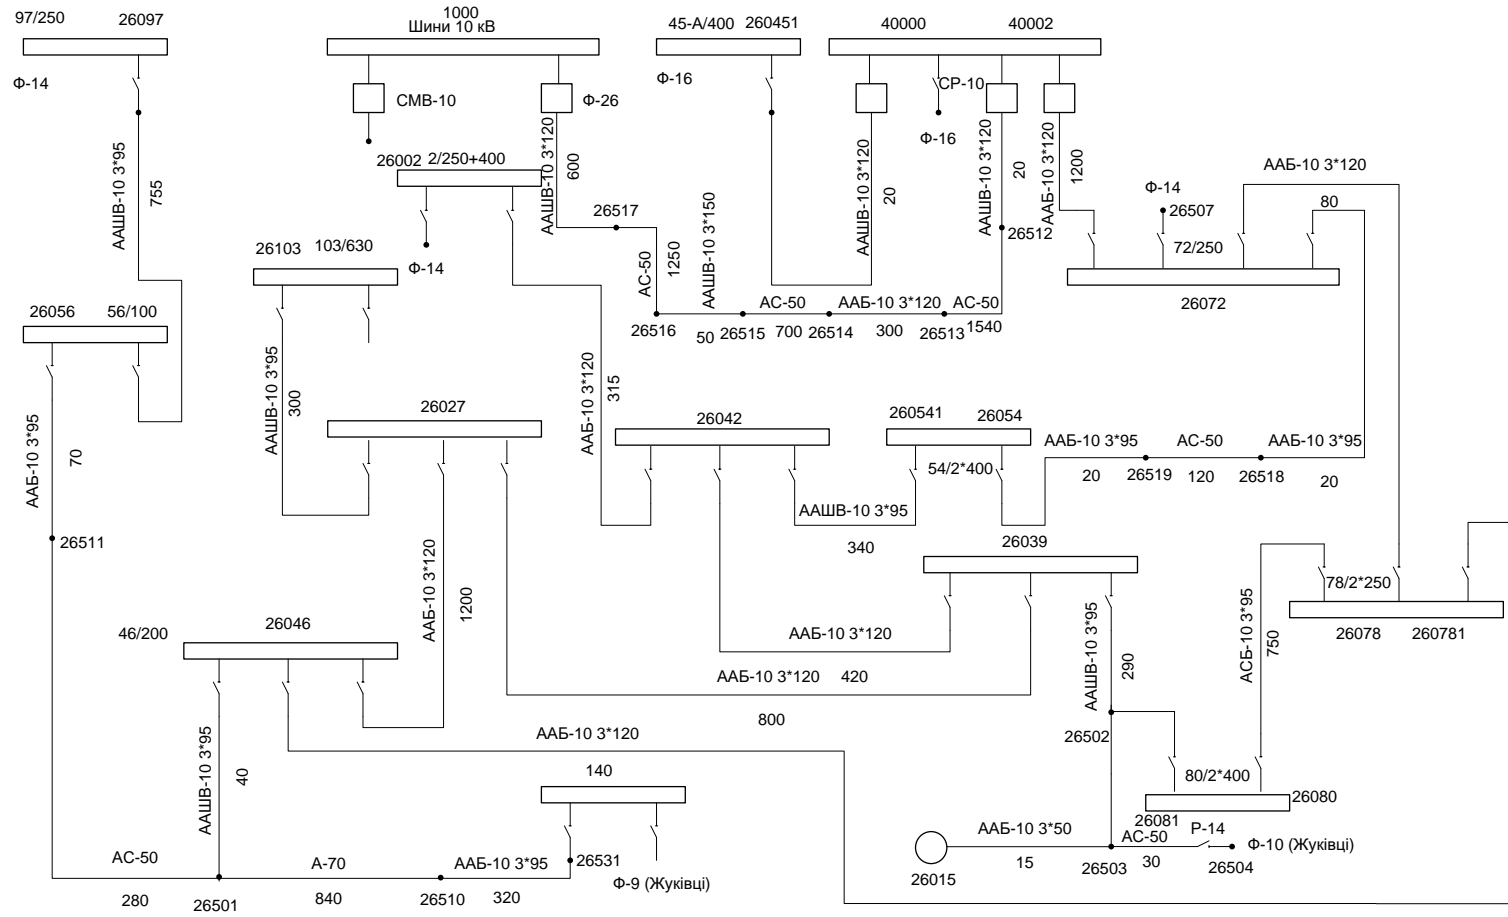 97/250
26097
1000
Шини 10 кВ
45-А/400
260451
40000
40002
Ф-14
СМВ-10
Ф-26
Ф-16
СР-10
Ф-16
ААШВ-10 3*95
755
26002
2/250+400
ААШВ-10 3*120
600
ААШВ-10 3*120
20
ААШВ-10 3*120
20
ААБ-10 3*120
1200
ААБ-10 3*120
Ф-14
26507
80
26517
26512
72/250
26103
103/630
Ф-14
АС-50
1250
ААШВ-10 3*150
26072
26056
56/100
АС-50
ААБ-10 3*120
АС-50
26516
50
26515
700
26514
300
26513
1540
ААШВ-10 3*95
300
ААБ-10 3*120
315
26027
26042
260541
26054
ААБ-10 3*95
АС-50
ААБ-10 3*95
54/2*400
20
26519
120
26518
20
ААБ-10 3*95
70
ААШВ-10 3*95
340
26511
26039
ААБ-10 3*120
1200
78/2*250
26078
260781
АСБ-10 3*95
750
46/200
26046
ААБ-10 3*120
ААШВ-10 3*95
290
ААБ-10 3*120
420
800
26502
ААБ-10 3*120
ААШВ-10 3*95
40
140
80/2*400
26080
26081
АС-50
А-70
ААБ-10 3*95
26531
ААБ-10 3*50
АС-50
Р-14
Ф-10 (Жуківці)
15
30
26015
26503
26504
Ф-9 (Жуківці)
280
26501
840
26510
320